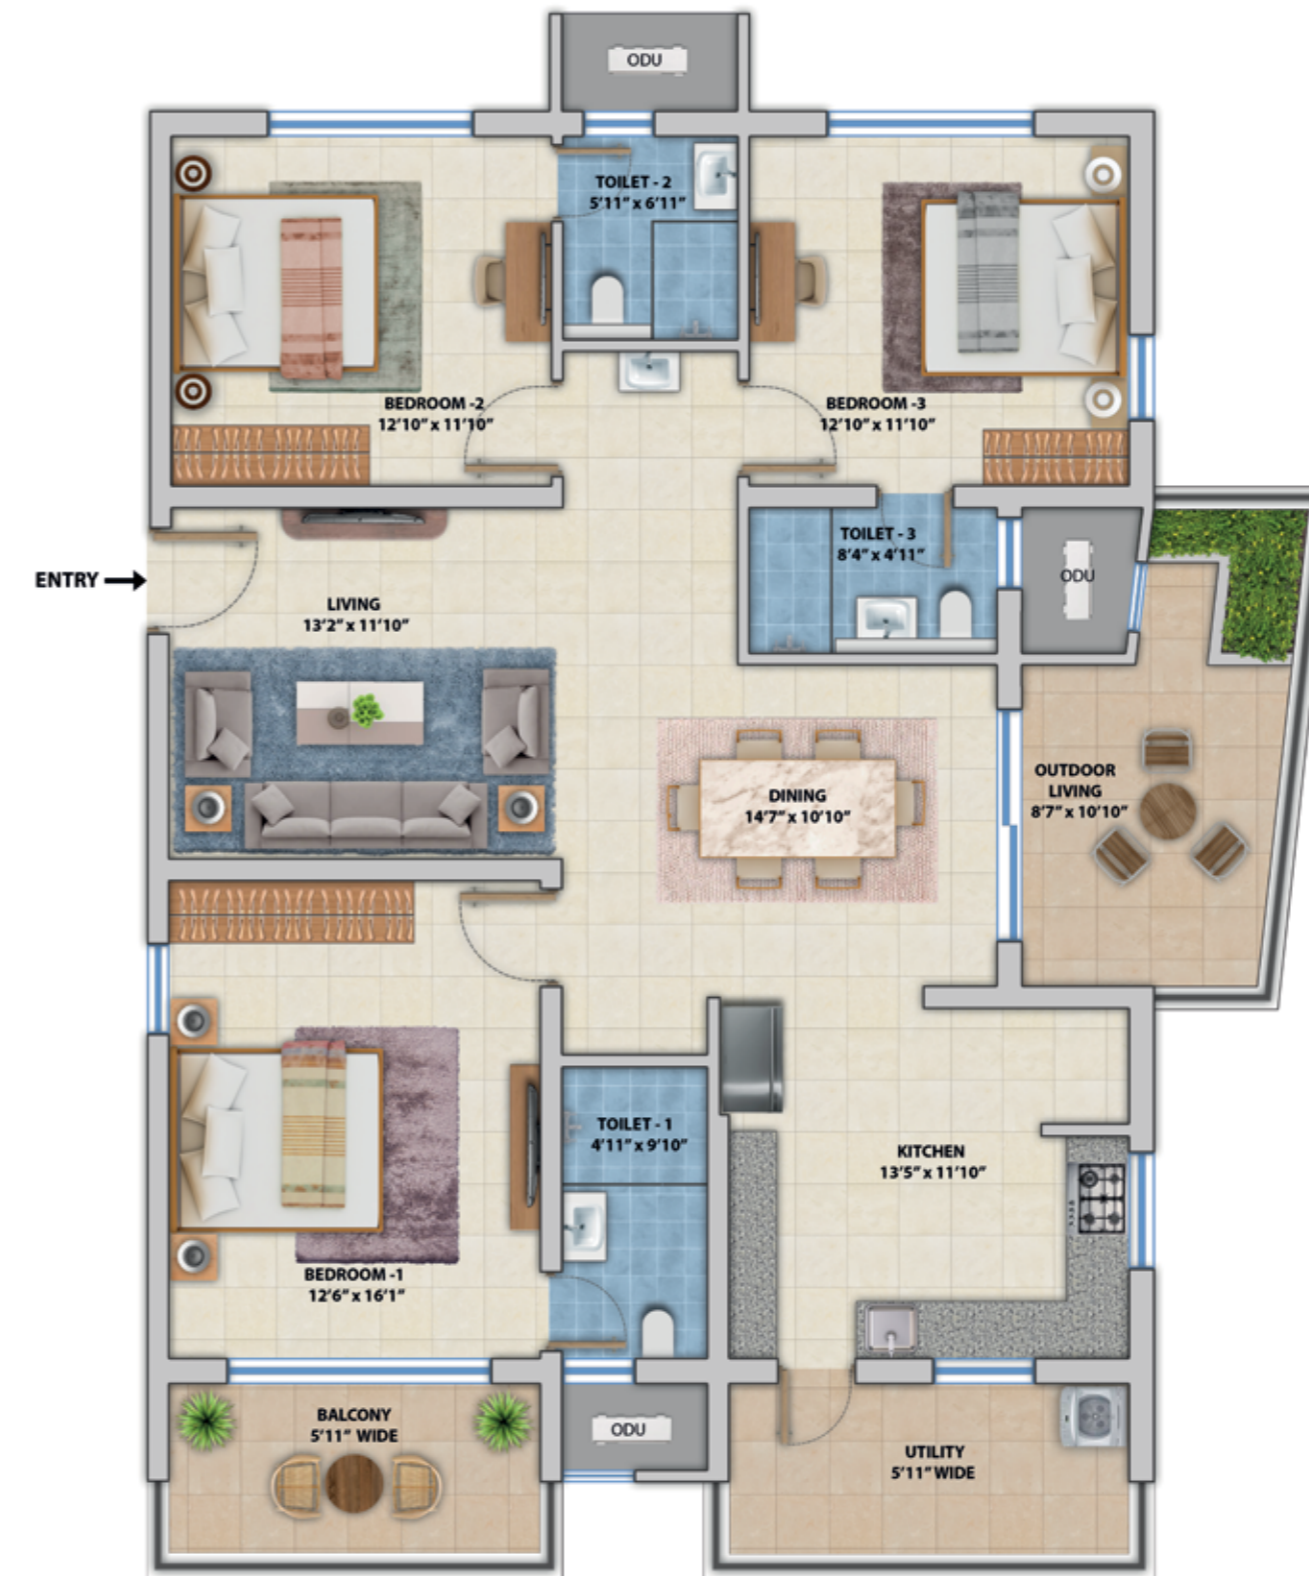 ODU
TOILET - 2
5'11" x 6'11"
BEDROOM -2
12'10" x 11'10"
BEDROOM -3
12'10" x 11'10"
TOILET - 3
8'4" x 4'11"
ODU
ENTRY
LIVING
13'2" x 11'10"
OUTDOOR
LIVING
8'7" x 10'10"
DINING
14'7" x 10'10"
TOILET - 1
4'11" x 9'10"
KITCHEN
13'5" x 11'10"
BEDROOM -1
12'6" x 16'1"
BALCONY
5'11" WIDE
ODU
UTILITY
5'11" WIDE